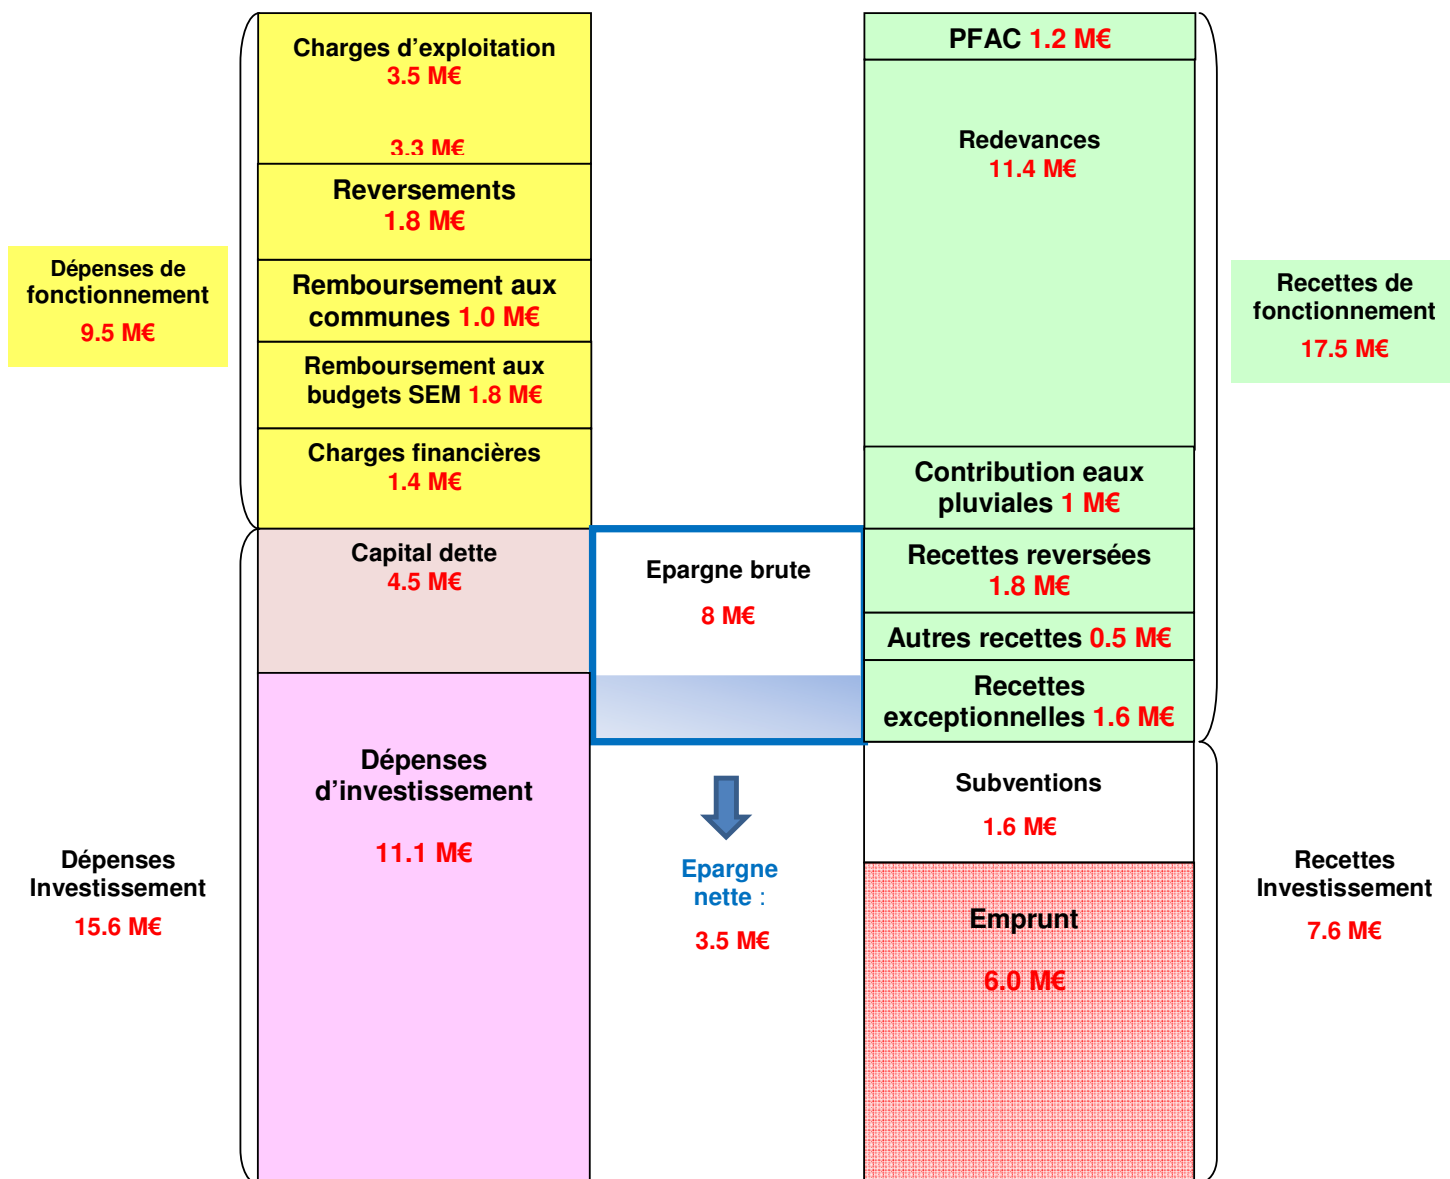 Charges d’exploitation
3.5 M€
3.3 M€
Reversements
1.8 M€
Remboursement aux
communes 1.0 M€
Remboursement aux
budgets SEM 1.8 M€
Charges financières
1.4 M€
Dépenses de
fonctionnement
9.5 M€
Capital dette
4.5 M€
Dépenses
d’investissement
11.1 M€
Dépenses
Investissement
15.6 M€
Epargne brute
8 M€
Epargne
nette :
3.5 M€
PFAC 1.2 M€
Redevances
11.4 M€
Contribution eaux
pluviales 1 M€
Recettes reversées
1.8 M€
Autres recettes 0.5 M€
Recettes
exceptionnelles 1.6 M€
Recettes de
fonctionnement
17.5 M€
Subventions
1.6 M€
Emprunt
6.0 M€
Recettes
Investissement
7.6 M€